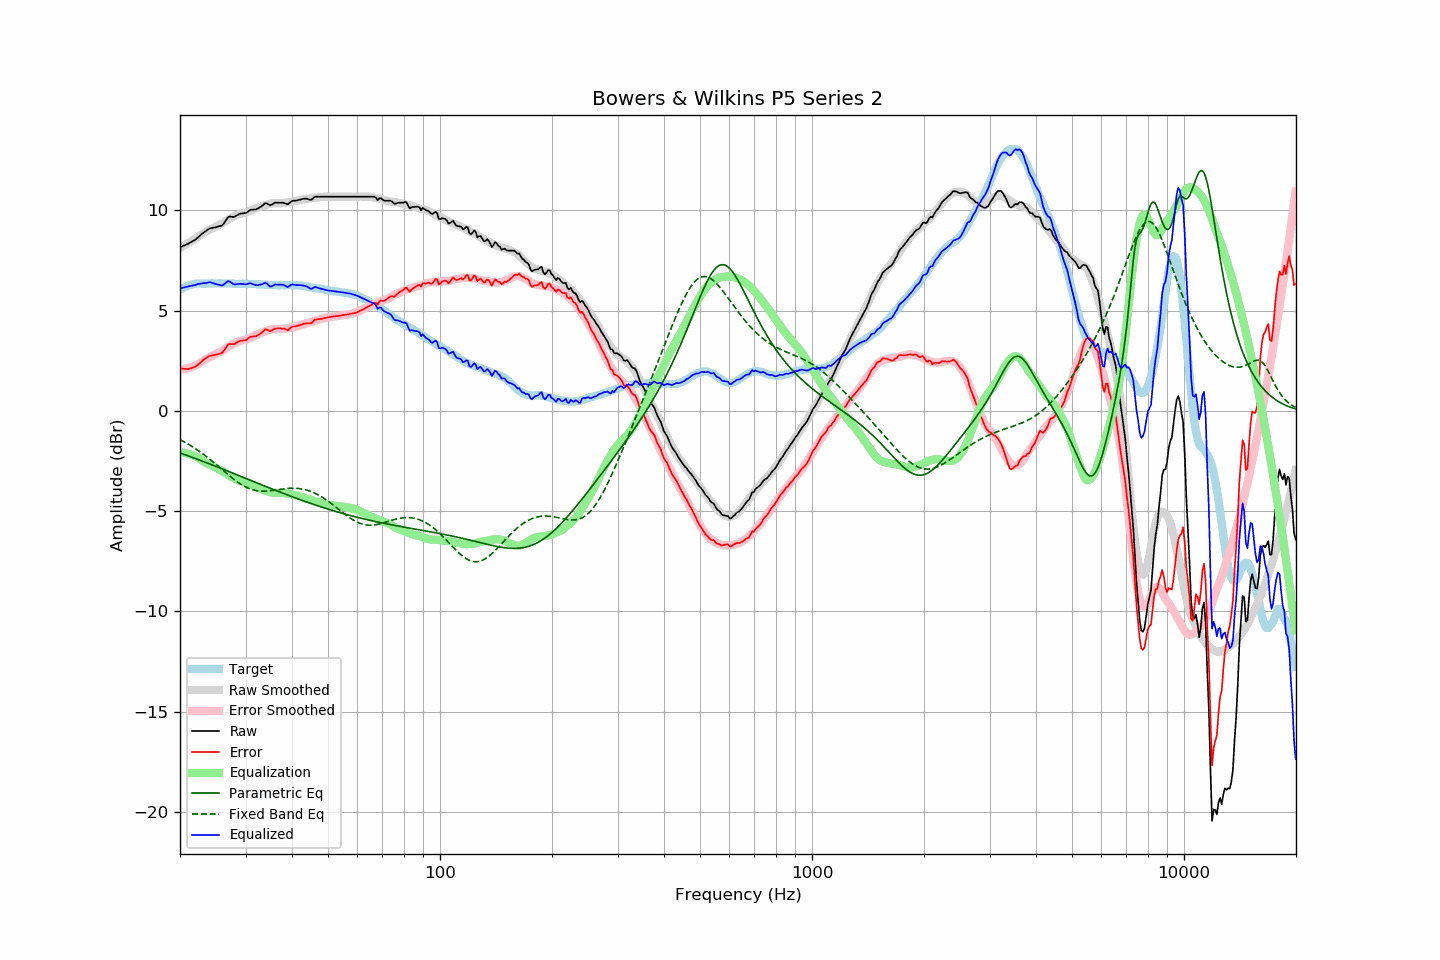 Bowers & Wilkins P5 Series 2
Amplitude (dBr)
10
5
0
−5
−10
−15
−20
Target
Raw Smoothed
Error Smoothed
Raw
Error
Equalization
Parametric Eq
Fixed Band Eq
Equalized
100
1000
10000
Frequency (Hz)